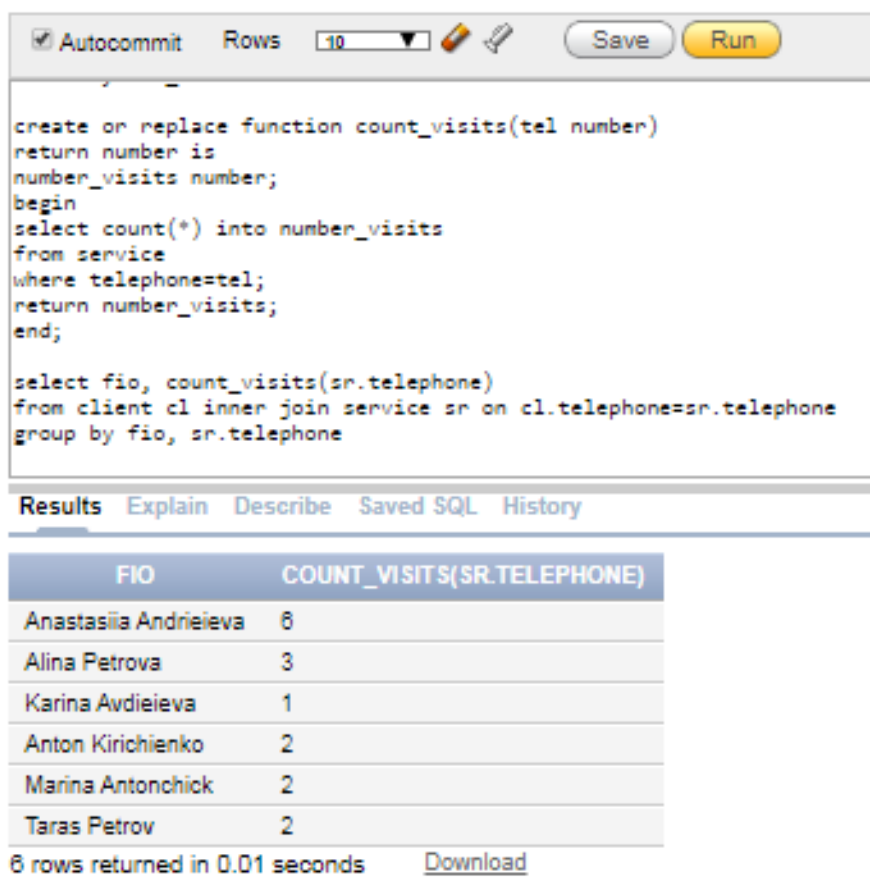 Autocommit Rows 10 Save Run
create or replace function count_visits(tel number)
return number is
number_visits number;
begin
select count(*) into number_visits
from service
where telephone=tel;
return number_visits;
end;
select fio, count_visits(sr.telephone)
from client cl inner join service sr on cl.telephone=sr.telephone
group by fio, sr.telephone
Results Explain Describe Saved SQL History
FIO COUNT_VISITS(SR.TELEPHONE)
Anastasiia Andrieieva 6
Alina Petrova 3
Karina Avdieieva 1
Anton Kirichienko 2
Marina Antonchick 2
Taras Petrov 2
6 rows returned in 0.01 seconds Download